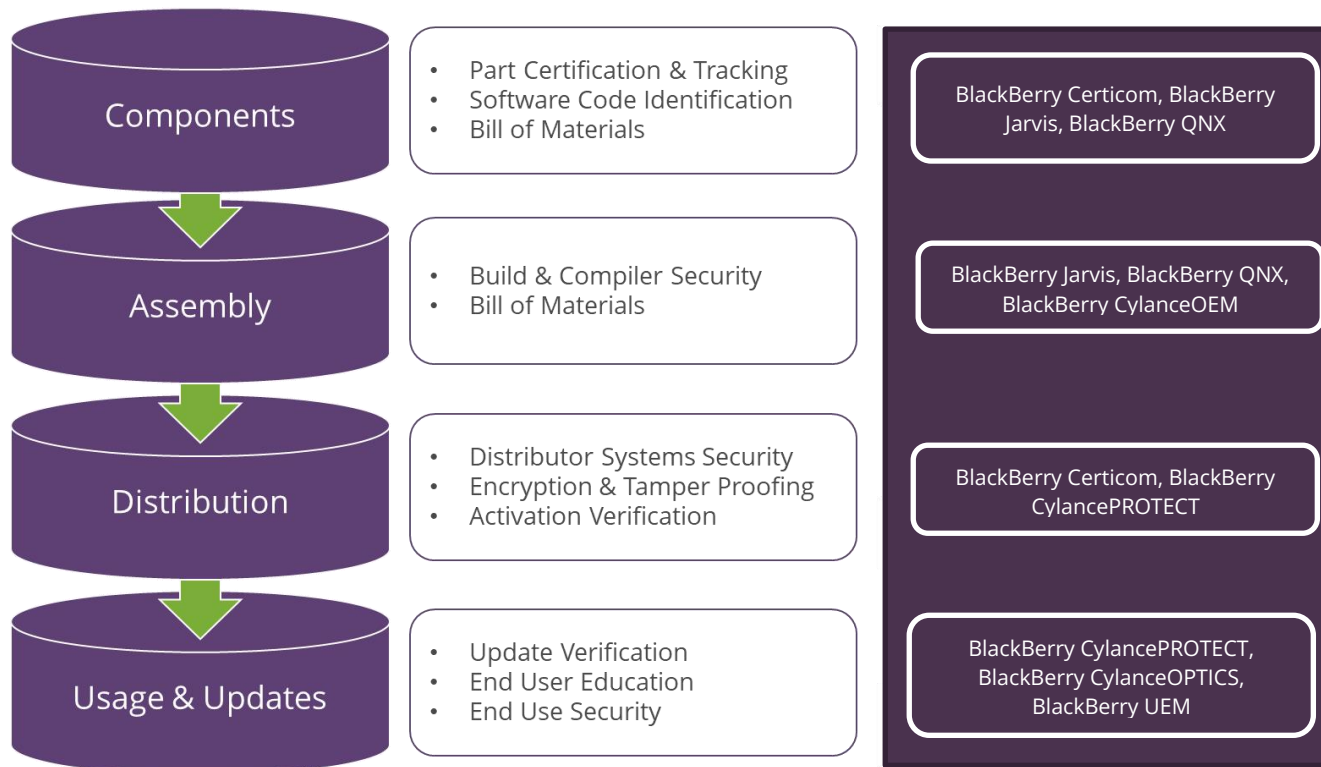 Components
• Part Certification & Tracking
• Software Code Identification
• Bill of Materials
BlackBerry Certicom, BlackBerry
Jarvis, BlackBerry QNX
Assembly
• Build & Compiler Security
• Bill of Materials
BlackBerry Jarvis, BlackBerry QNX,
BlackBerry CylanceOEM
Distribution
• Distributor Systems Security
• Encryption & Tamper Proofing
• Activation Verification
BlackBerry Certicom, BlackBerry
CylancePROTECT
Usage & Updates
• Update Verification
• End User Education
• End Use Security
BlackBerry CylancePROTECT,
BlackBerry CylanceOPTICS,
BlackBerry UEM